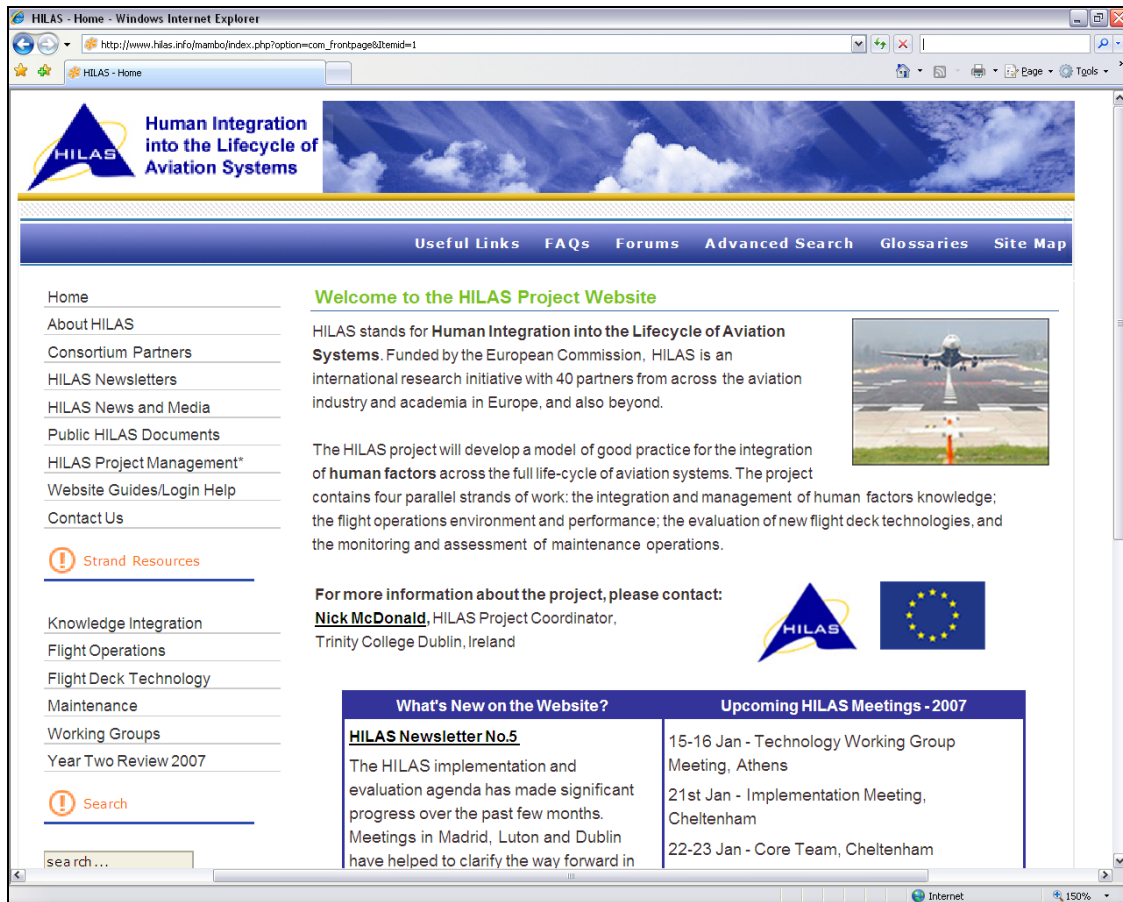 HILAS - Home - Windows Internet Explorer
http://www.hilas.info/mambo/index.php?option=com_frontpage&Itemid=1
HILAS - Home
Page
Tools
HILAS
Human Integration
into the Lifecycle of
Aviation Systems
Useful Links FAQs Forums Advanced Search Glossaries Site Map
Home
About HILAS
Consortium Partners
HILAS Newsletters
HILAS News and Media
Public HILAS Documents
HILAS Project Management*
Website Guides/Login Help
Contact Us
Strand Resources
Knowledge Integration
Flight Operations
Flight Deck Technology
Maintenance
Working Groups
Year Two Review 2007
Search
search...
Welcome to the HILAS Project Website
HILAS stands for Human Integration into the Lifecycle of Aviation
Systems. Funded by the European Commission, HILAS is an
international research initiative with 40 partners from across the aviation
industry and academia in Europe, and also beyond.
The HILAS project will develop a model of good practice for the integration
of human factors across the full life-cycle of aviation systems. The project
contains four parallel strands of work: the integration and management of human factors knowledge;
the flight operations environment and performance; the evaluation of new flight deck technologies, and
the monitoring and assessment of maintenance operations.
For more information about the project, please contact:
Nick McDonald, HILAS Project Coordinator,
Trinity College Dublin, Ireland
HILAS
What's New on the Website?
HILAS Newsletter No.5
The HILAS implementation and
evaluation agenda has made significant
progress over the past few months.
Meetings in Madrid, Luton and Dublin
have helped to clarify the way forward in
Upcoming HILAS Meetings - 2007
15-16 Jan - Technology Working Group
Meeting, Athens
21st Jan - Implementation Meeting,
Cheltenham
22-23 Jan - Core Team, Cheltenham
Internet
150%